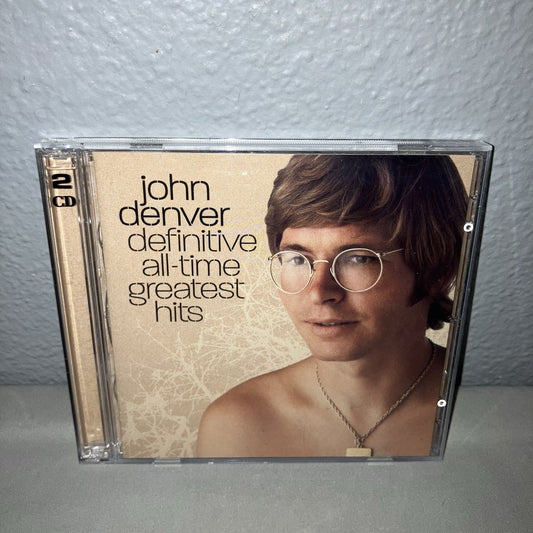 2
CD
john
denver
definitive
all-time
greatest
hits